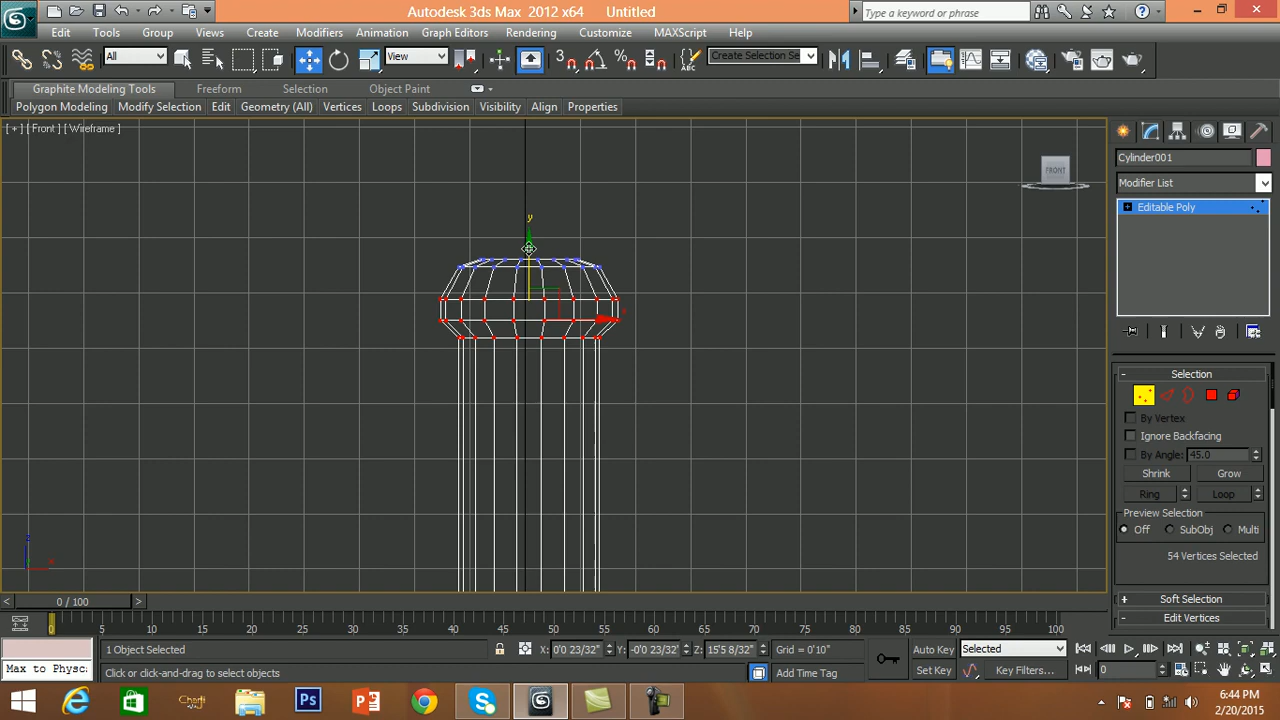 Autodesk 3ds Max 2012 x64 Untitled
Type a keyword or phrase
Edit Tools Group Views Create Modifiers Animation Graph Editors Rendering Customize MAXScript Help
All View Create Selection Se
Graphite Modeling Tools Freeform Selection Object Paint
Polygon Modeling Modify Selection Edit Geometry (All) Vertices Loops Subdivision Visibility Align Properties
[ + ] [ Front ] [ Wireframe ]
FRONT
y
x
z
x
Cylinder001
Modifier List
Editable Poly
Selection
By Vertex
Ignore Backfacing
By Angle: 45.0
Shrink Grow
Ring Loop
Preview Selection
Off SubObj Multi
54 Vertices Selected
Soft Selection
Edit Vertices
0 / 100
0 5 10 15 20 25 30 35 40 45 50 55 60 65 70 75 80 85 90 95 100
1 Object Selected X: 0'0 23/32" Y: -0'0 23/32" Z: 15'5 8/32" Grid = 0'10" Auto Key Selected
Max to Physc Click or click-and-drag to select objects Add Time Tag Set Key Key Filters... 0
6:44 PM
2/20/2015